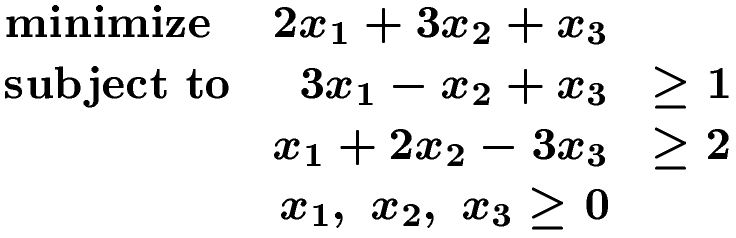 minimize 2x₁ + 3x₂ + x₃
subject to 3x₁ − x₂ + x₃ ≥ 1
x₁ + 2x₂ − 3x₃ ≥ 2
x₁, x₂, x₃ ≥ 0